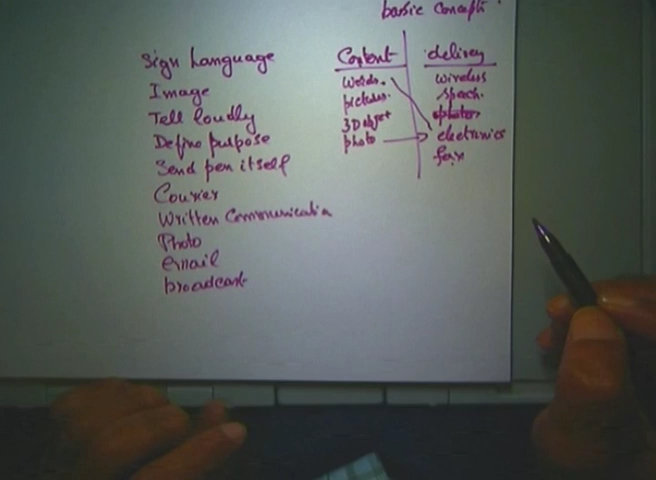 basic concepts
Sign Language
Image
Tell loudly
Define purpose
Send pen itself
Courier
Written Communication
Photo
email
broadcast
Content
words.
pictures.
3D object
photo
delivery
wireless
speech.
photos
electronics
fax